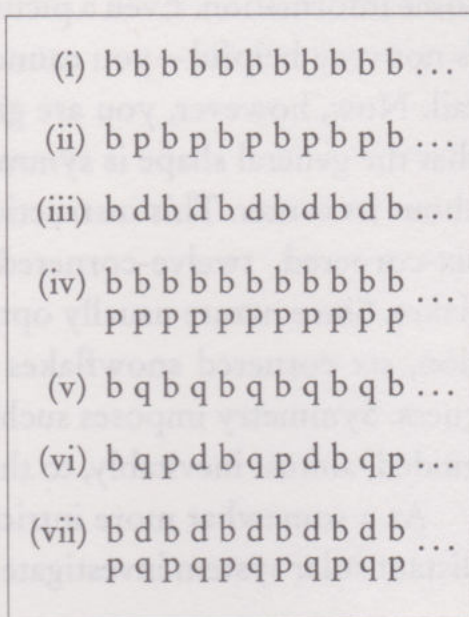 (i) b b b b b b b b b b b ...
(ii) b p b p b p b p b p b ...
(iii) b d b d b d b d b d b ...
(iv) b b b b b b b b b b b ...
p p p p p p p p p p p
(v) b q b q b q b q b q b ...
(vi) b q p d b q p d b q p ...
(vii) b d b d b d b d b d b ...
p q p q p q p q p q p